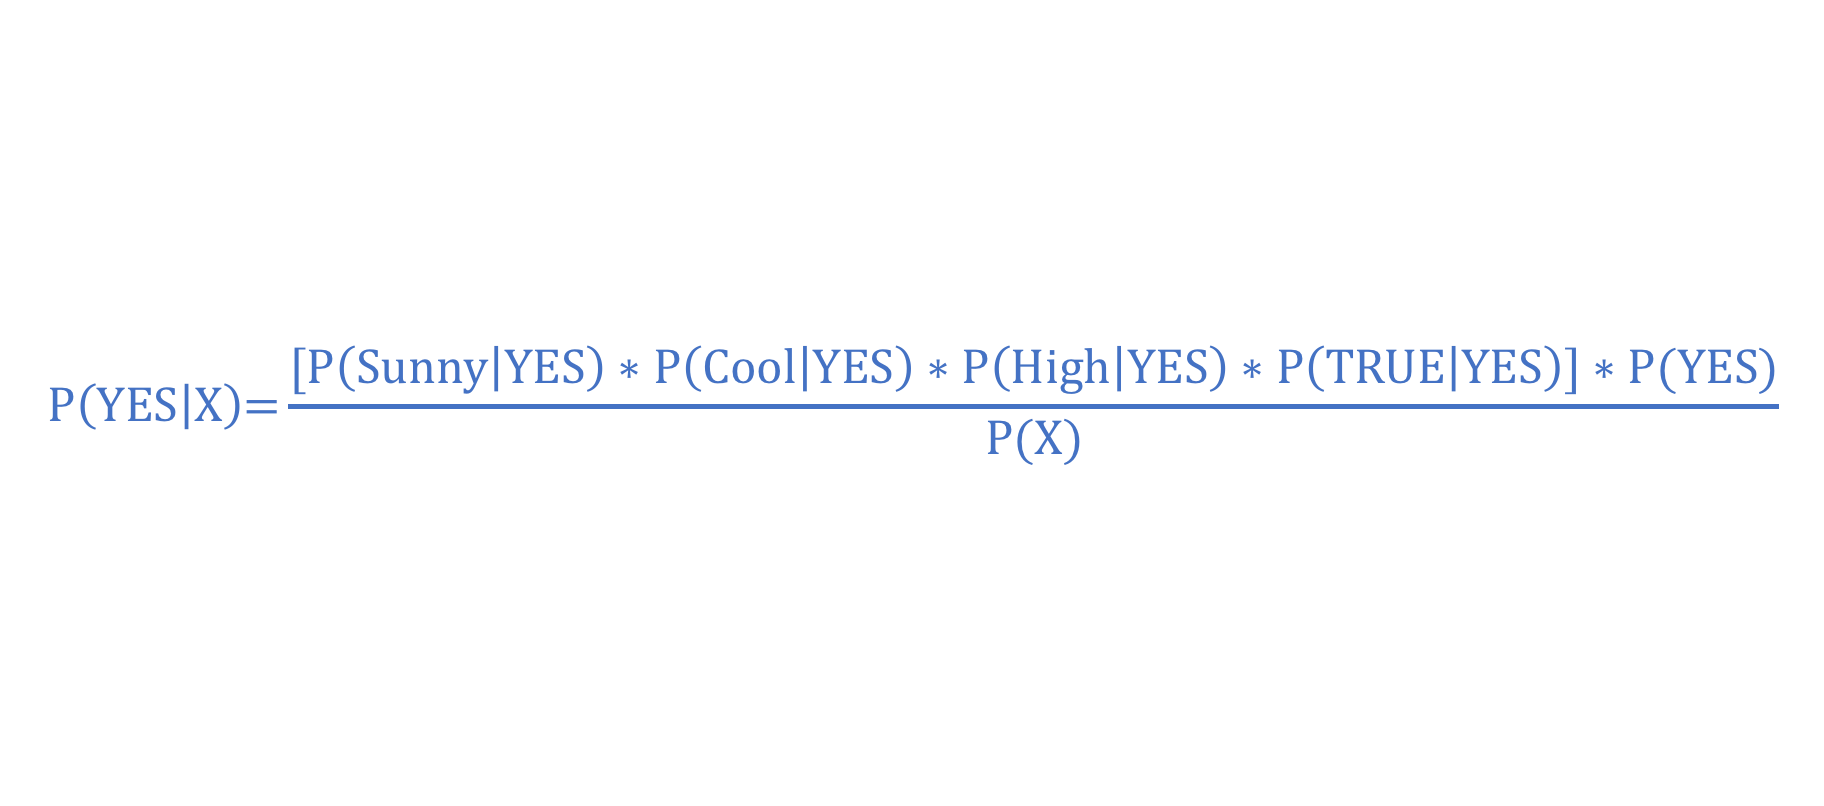 P(YES|X)= [P(Sunny|YES) ∗ P(Cool|YES) ∗ P(High|YES) ∗ P(TRUE|YES)] ∗ P(YES)
P(X)